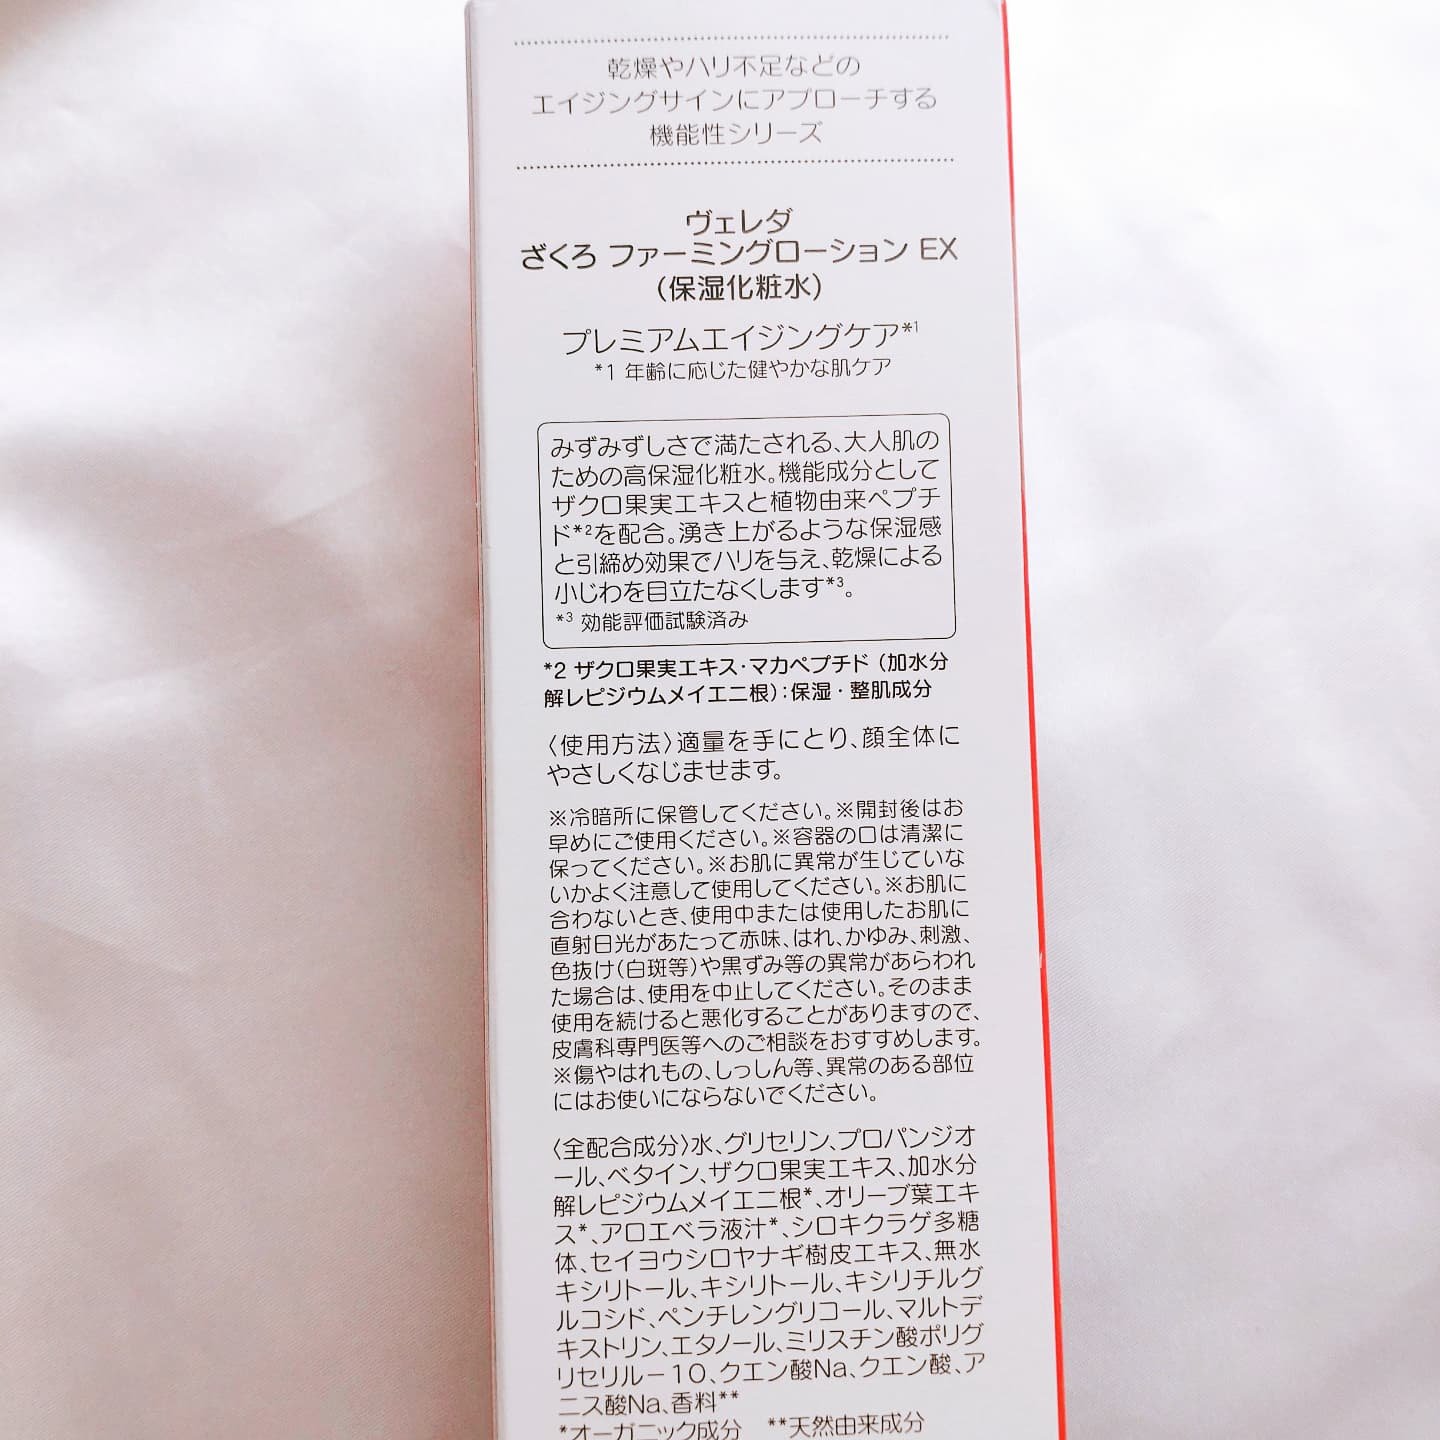 乾燥やハリ不足などの
エイジングサインにアプローチする
機能性シリーズ
ヴェレダ
ざくろ ファーミングローション EX
(保湿化粧水)
プレミアムエイジングケア*1
*1 年齢に応じた健やかな肌ケア
みずみずしさで満たされる、大人肌の
ための高保湿化粧水。機能成分として
ザクロ果実エキスと植物由来ペプチ
ド*2を配合。湧き上がるような保湿感
と引締め効果でハリを与え、乾燥による
小じわを目立たなくします*3。
*3 効能評価試験済み
*2 ザクロ果実エキス・マカペプチド (加水分
解レピジウムメイエニ根):保湿・整肌成分
〈使用方法〉適量を手にとり、顔全体に
やさしくなじませます。
※冷暗所に保管してください。※開封後はお
早めにご使用ください。※容器の口は清潔に
保ってください。※お肌に異常が生じていな
いかよく注意して使用してください。※お肌に
合わないとき、使用中または使用したお肌に
直射日光があたって赤味、はれ、かゆみ、刺激、
色抜け(白斑等)や黒ずみ等の異常があらわれ
た場合は、使用を中止してください。そのまま
使用を続けると悪化することがありますので、
皮膚科専門医等へのご相談をおすすめします。
※傷やはれもの、しっしん等、異常のある部位
にはお使いにならないでください。
〈全配合成分〉水、グリセリン、プロパンジオ
ール、ベタイン、ザクロ果実エキス、加水分
解レピジウムメイエニ根*、オリーブ葉エキ
ス*、アロエベラ液汁*、シロキクラゲ多糖
体、セイヨウシロヤナギ樹皮エキス、無水
キシリトール、キシリトール、キシリチルグ
ルコシド、ペンチレングリコール、マルトデ
キストリン、エタノール、ミリスチン酸ポリグ
リセリル－10、クエン酸Na、クエン酸、ア
ニス酸Na、香料**
*オーガニック成分 **天然由来成分